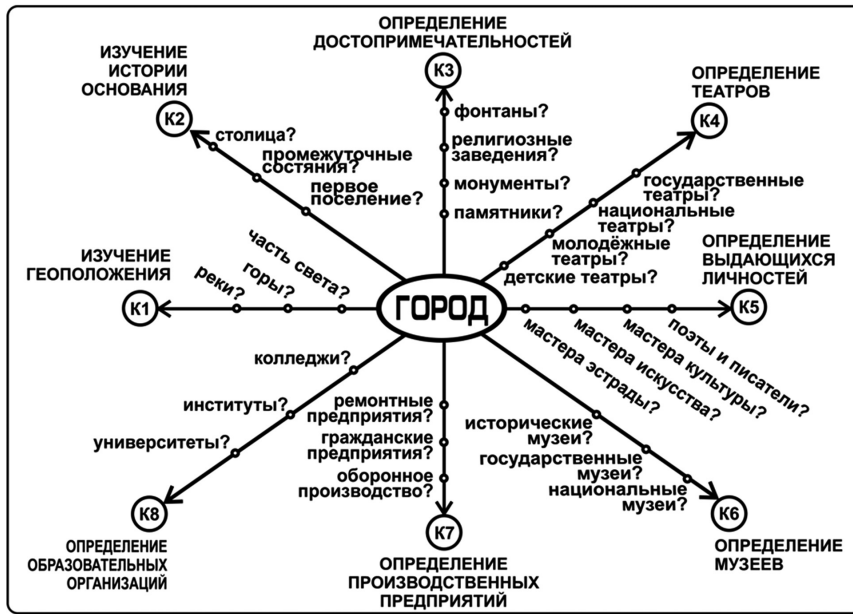 ОПРЕДЕЛЕНИЕ
ДОСТОПРИМЕЧАТЕЛЬНОСТЕЙ
К3
фонтаны?
религиозные
заведения?
монументы?
памятники?
ИЗУЧЕНИЕ
ИСТОРИИ
ОСНОВАНИЯ
К2
столица?
промежуточные
состяния?
первое
поселение?
ОПРЕДЕЛЕНИЕ
ТЕАТРОВ
К4
государственные
театры?
национальные
театры?
молодёжные
театры?
детские театры?
ИЗУЧЕНИЕ
ГЕОПОЛОЖЕНИЯ
К1
реки?
горы?
часть света?
ГОРОД
ОПРЕДЕЛЕНИЕ
ВЫДАЮЩИХСЯ
ЛИЧНОСТЕЙ
К5
мастера эстрады?
мастера искусства?
мастера культуры?
поэты и писатели?
колледжи?
институты?
университеты?
К8
ОПРЕДЕЛЕНИЕ
ОБРАЗОВАТЕЛЬНЫХ
ОРГАНИЗАЦИЙ
ремонтные
предприятия?
гражданские
предприятия?
оборонное
производство?
К7
ОПРЕДЕЛЕНИЕ
ПРОИЗВОДСТВЕННЫХ
ПРЕДПРИЯТИЙ
исторические
музеи?
государственные
музеи?
национальные
музеи?
К6
ОПРЕДЕЛЕНИЕ
МУЗЕЕВ